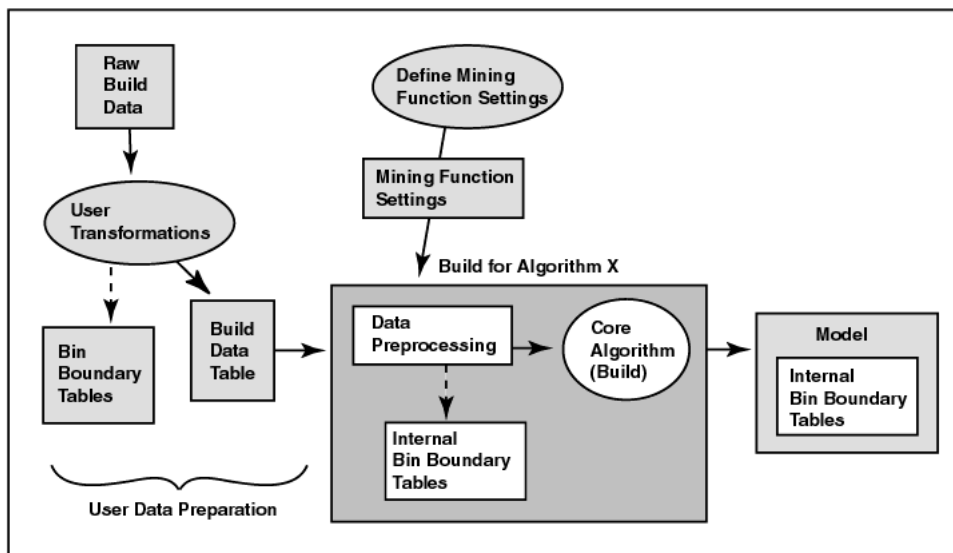 Raw
Build
Data
Define Mining
Function Settings
Mining Function
Settings
User
Transformations
Build for Algorithm X
Bin
Boundary
Tables
Build
Data
Table
Data
Preprocessing
Core
Algorithm
(Build)
Internal
Bin Boundary
Tables
Model
Internal
Bin Boundary
Tables
User Data Preparation